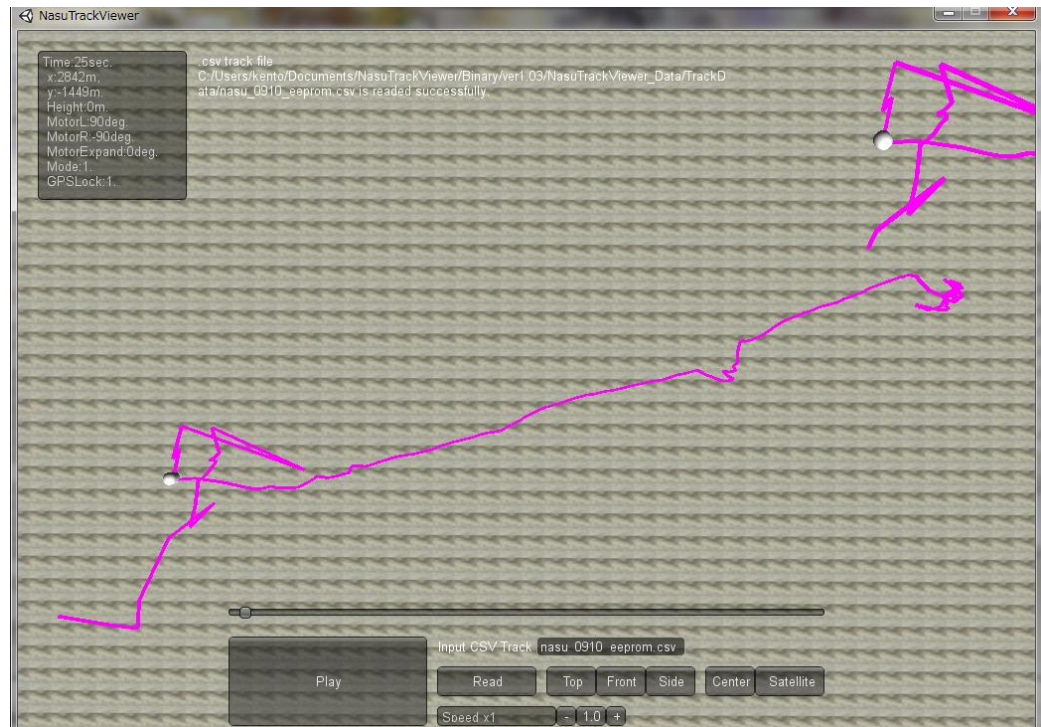 NasuTrackViewer
Time:25sec.
x:2842m,
y:-1449m.
Height:0m.
MotorL:90deg.
MotorR:-90deg.
MotorExpand:0deg.
Mode:1.
GPSLock:1.
.csv track file
C:/Users/kento/Documents/NasuTrackViewer/Binary/ver1.03/NasuTrackViewer_Data/TrackD
ata/nasu_0910_eeprom.csv is readed successfully.
Input CSV Track nasu_0910_eeprom.csv
Play Read Top Front Side Center Satellite
Speed x1 - 1.0 +